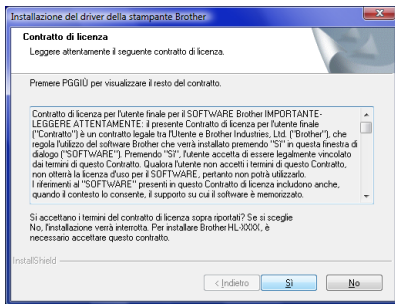 Installazione del driver della stampante Brother
Contratto di licenza
Leggere attentamente il seguente contratto di licenza.
Premere PGGIÙ per visualizzare il resto del contratto.
Contratto di licenza per l'utente finale per il SOFTWARE Brother IMPORTANTE-
LEGGERE ATTENTAMENTE: il presente Contratto di licenza per l'utente finale
("Contratto") è un contratto legale tra l'Utente e Brother Industries, Ltd. ("Brother"), che
regola l'utilizzo del software Brother che verrà installato premendo "Sì" in questa finestra di
dialogo ("SOFTWARE"). Premendo "Sì", l'utente accetta di essere legalmente vincolato
dai termini di questo Contratto. Qualora l'utente non accetti i termini di questo Contratto,
non otterrà la licenza d'uso per il SOFTWARE, pertanto non potrà utilizzarlo.
I riferimenti al "SOFTWARE" presenti in questo Contratto di licenza includono anche,
quando il contesto lo consente, il supporto su cui il software è memorizzato.
Si accettano i termini del contratto di licenza sopra riportati? Se si sceglie
No, l'installazione verrà interrotta. Per installare Brother HL-XXXX, è
necessario accettare questo contratto.
InstallShield
< Indietro
Sì
No